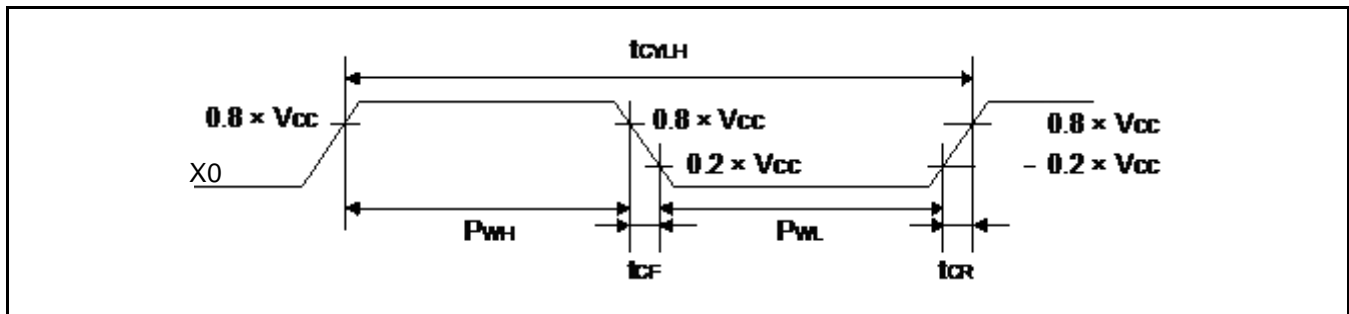 tCYLH
0.8 × VCC
0.8 × VCC
0.8 × VCC
X0
0.2 × VCC
– 0.2 × VCC
PWH
PWL
tCF
tCR